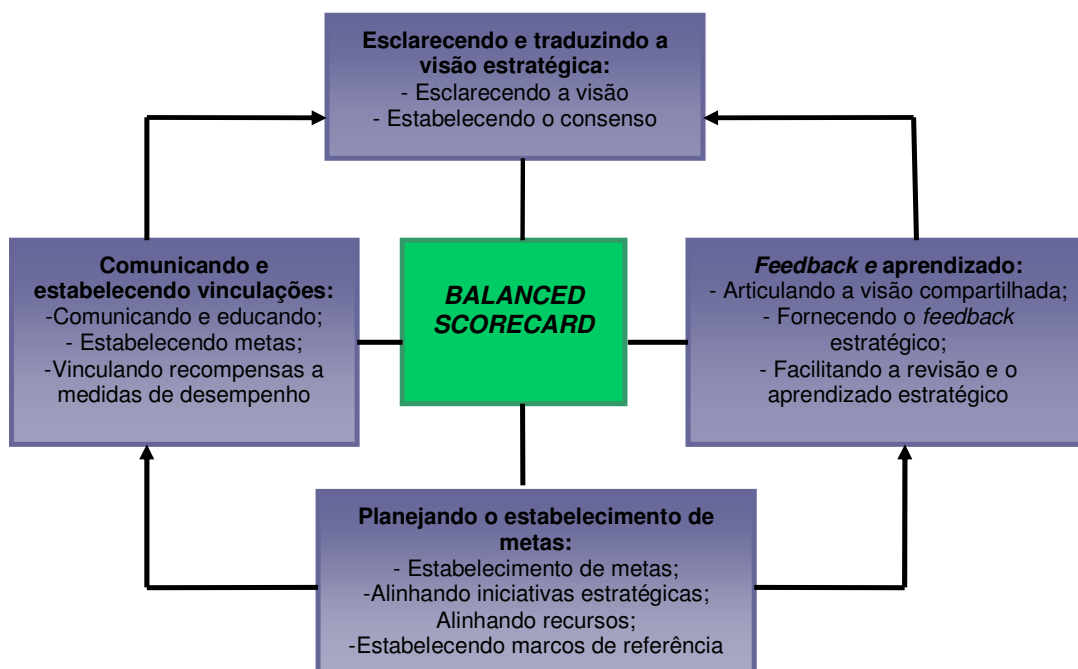 Esclarecendo e traduzindo a
visão estratégica:
- Esclarecendo a visão
- Estabelecendo o consenso
Comunicando e
estabelecendo vinculações:
-Comunicando e educando;
- Estabelecendo metas;
-Vinculando recompensas a
medidas de desempenho
BALANCED
SCORECARD
Feedback e aprendizado:
- Articulando a visão compartilhada;
- Fornecendo o feedback
estratégico;
- Facilitando a revisão e o
aprendizado estratégico
Planejando o estabelecimento de
metas:
- Estabelecimento de metas;
-Alinhando iniciativas estratégicas;
Alinhando recursos;
-Estabelecendo marcos de referência